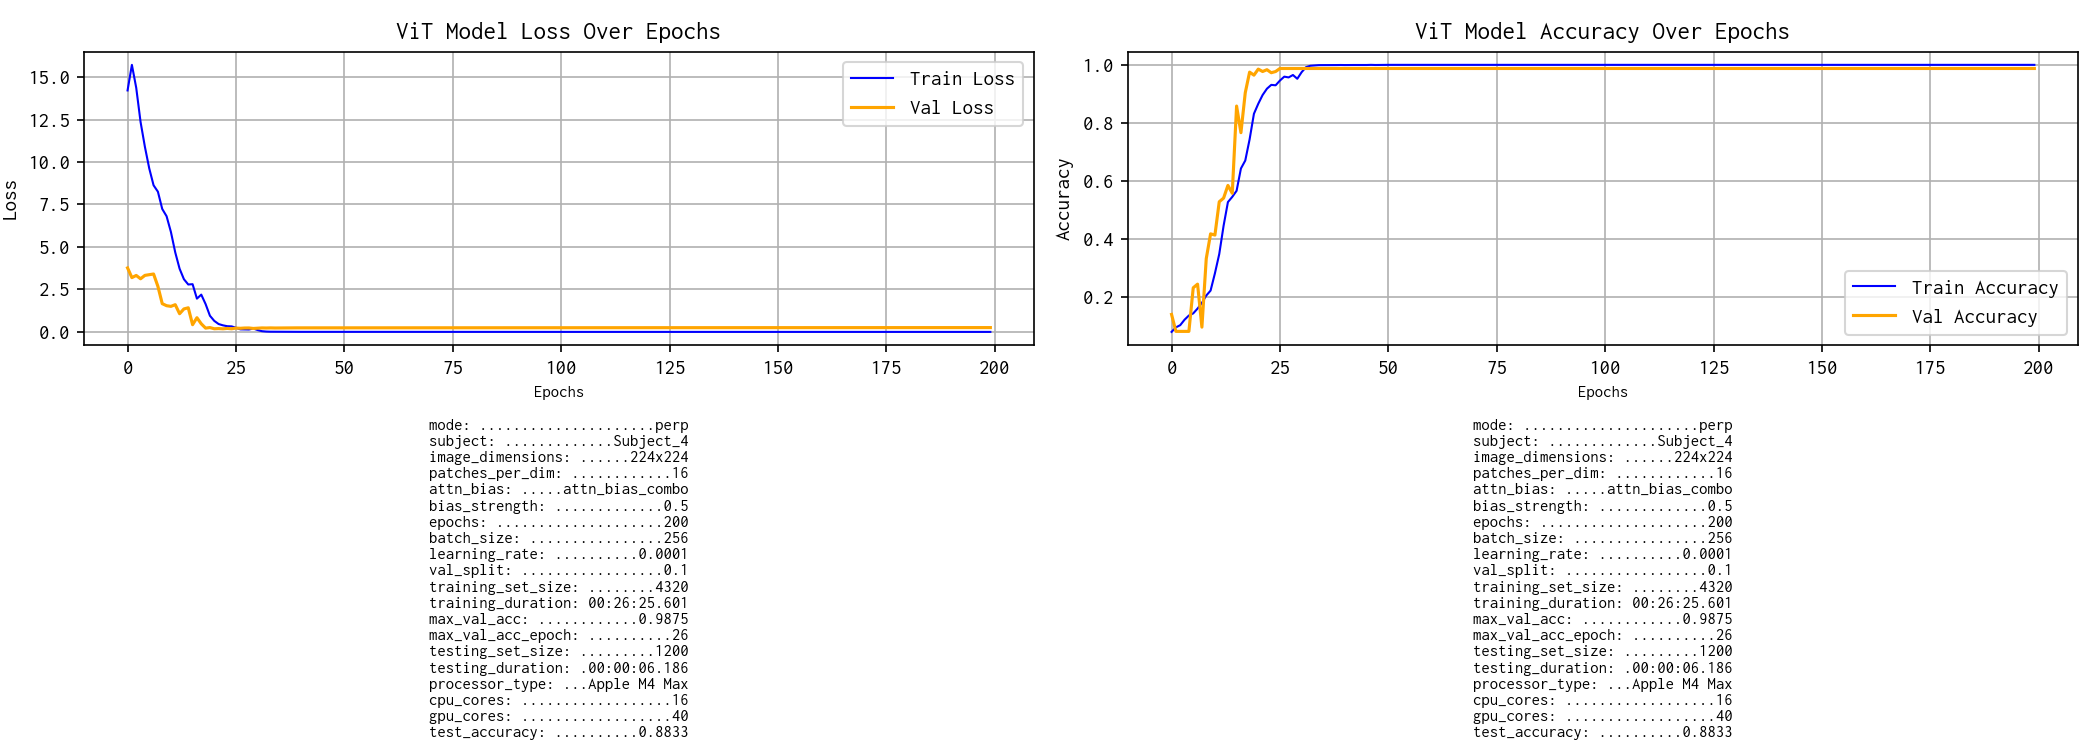 ViT Model Loss Over Epochs
15.0
12.5
10.0
7.5
5.0
2.5
0.0
Loss
Train Loss
Val Loss
0 25 50 75 100 125 150 175 200
Epochs
mode: .....................perp
subject: .............Subject_4
image_dimensions: ......224x224
patches_per_dim: ............16
attn_bias: .....attn_bias_combo
bias_strength: .............0.5
epochs: ....................200
batch_size: ................256
learning_rate: ..........0.0001
val_split: .................0.1
training_set_size: ........4320
training_duration: 00:26:25.601
max_val_acc: ............0.9875
max_val_acc_epoch: ..........26
testing_set_size: .........1200
testing_duration: .00:00:06.186
processor_type: ...Apple M4 Max
cpu_cores: ..................16
gpu_cores: ..................40
test_accuracy: ..........0.8833
ViT Model Accuracy Over Epochs
1.0
0.8
0.6
0.4
0.2
Accuracy
Train Accuracy
Val Accuracy
0 25 50 75 100 125 150 175 200
Epochs
mode: .....................perp
subject: .............Subject_4
image_dimensions: ......224x224
patches_per_dim: ............16
attn_bias: .....attn_bias_combo
bias_strength: .............0.5
epochs: ....................200
batch_size: ................256
learning_rate: ..........0.0001
val_split: .................0.1
training_set_size: ........4320
training_duration: 00:26:25.601
max_val_acc: ............0.9875
max_val_acc_epoch: ..........26
testing_set_size: .........1200
testing_duration: .00:00:06.186
processor_type: ...Apple M4 Max
cpu_cores: ..................16
gpu_cores: ..................40
test_accuracy: ..........0.8833